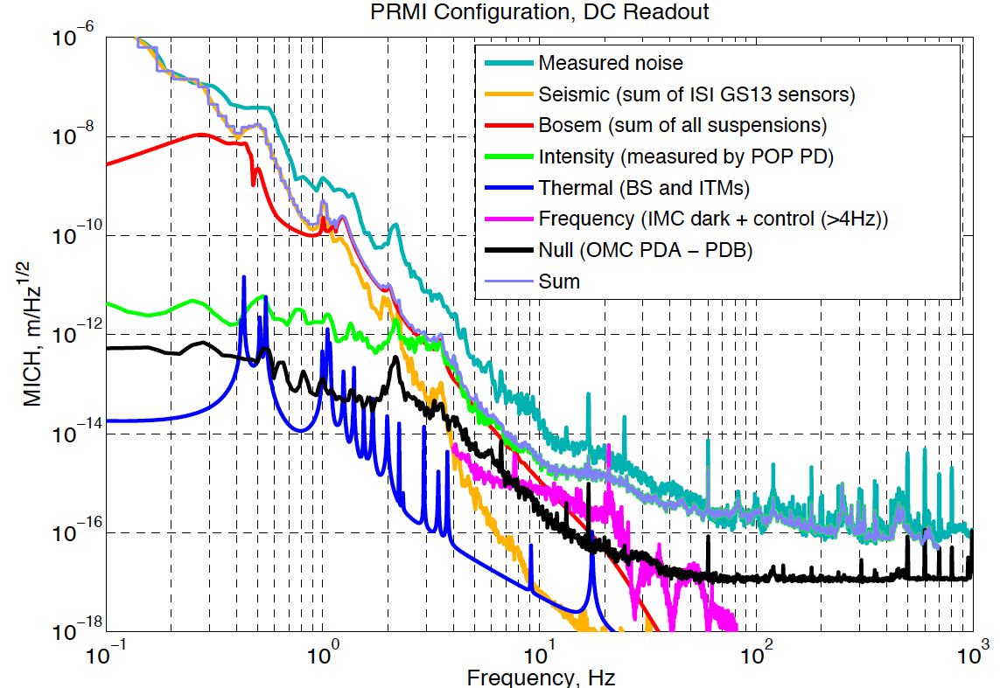 PRMI Configuration, DC Readout
MICH, m/Hz^1/2
10^−6
10^−8
10^−10
10^−12
10^−14
10^−16
10^−18
Measured noise
Seismic (sum of ISI GS13 sensors)
Bosem (sum of all suspensions)
Intensity (measured by POP PD)
Thermal (BS and ITMs)
Frequency (IMC dark + control (>4Hz))
Null (OMC PDA − PDB)
Sum
10^−1 10^0 10^1 10^2 10^3
Frequency, Hz